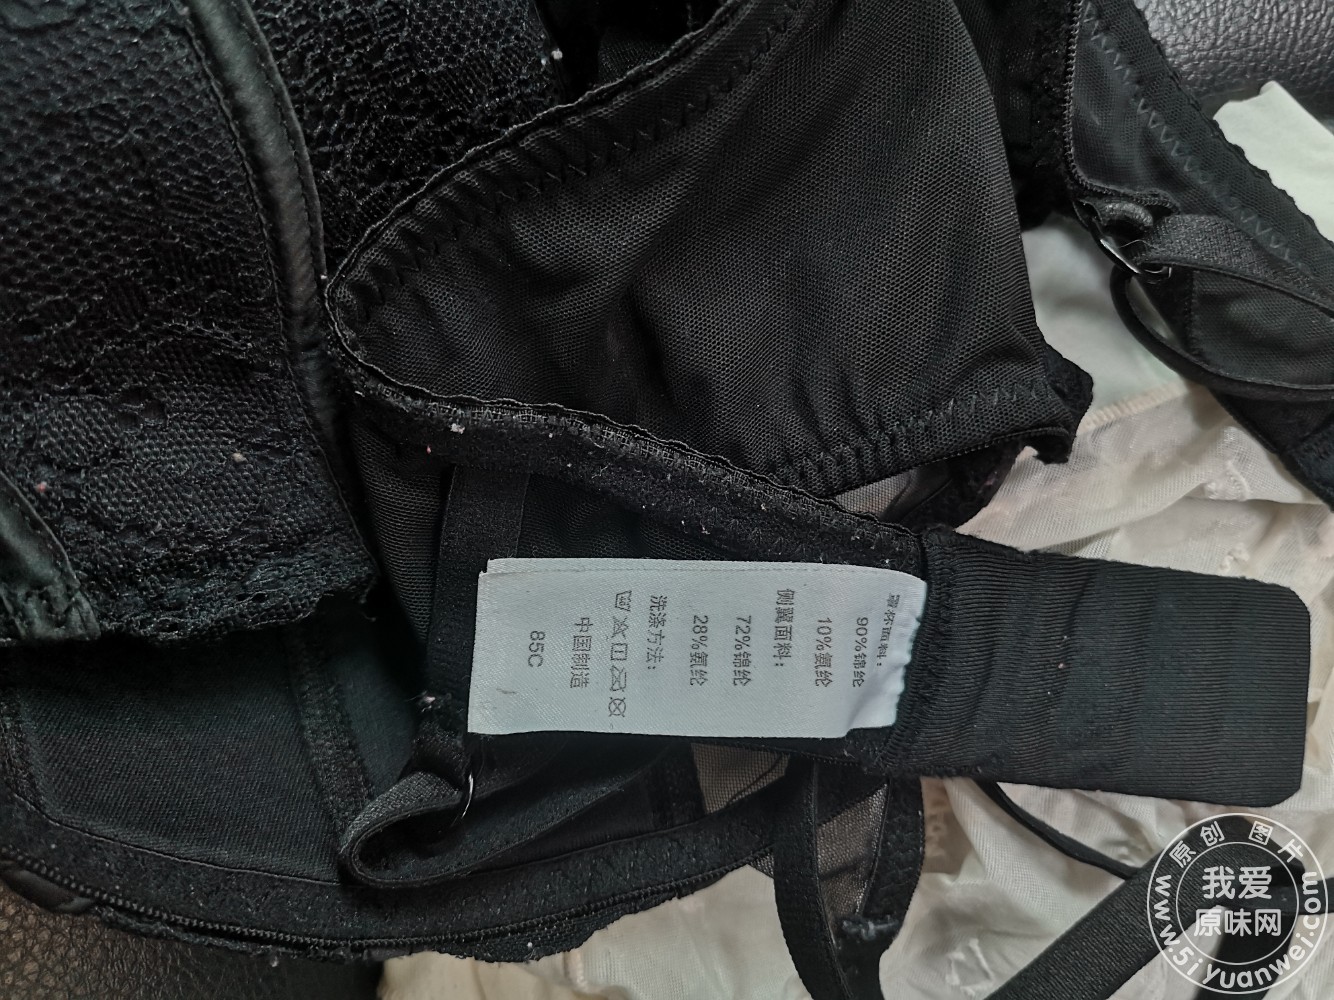 罩杯面料：
90%锦纶
10%氨纶
侧翼面料：
72%锦纶
28%氨纶
洗涤方法：
中国制造
85C
原创图片
我爱
原味网
www.5iyuanwei.com